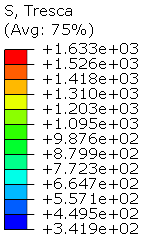 S, Tresca
(Avg: 75%)
+1.633e+03
+1.526e+03
+1.418e+03
+1.310e+03
+1.203e+03
+1.095e+03
+9.876e+02
+8.799e+02
+7.723e+02
+6.647e+02
+5.571e+02
+4.495e+02
+3.419e+02